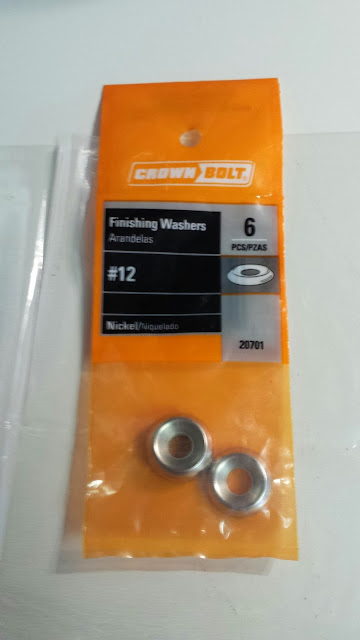 CROWN BOLT®
Finishing Washers
Arandelas
6
PCS/PZAS
#12
Nickel/Niquelado
20701